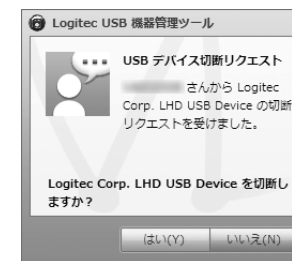 Logitec USB 機器管理ツール
USB デバイス切断リクエスト
さんから Logitec
Corp. LHD USB Device の切断
リクエストを受けました。
Logitec Corp. LHD USB Device を切断し
ますか？
はい(Y)
いいえ(N)